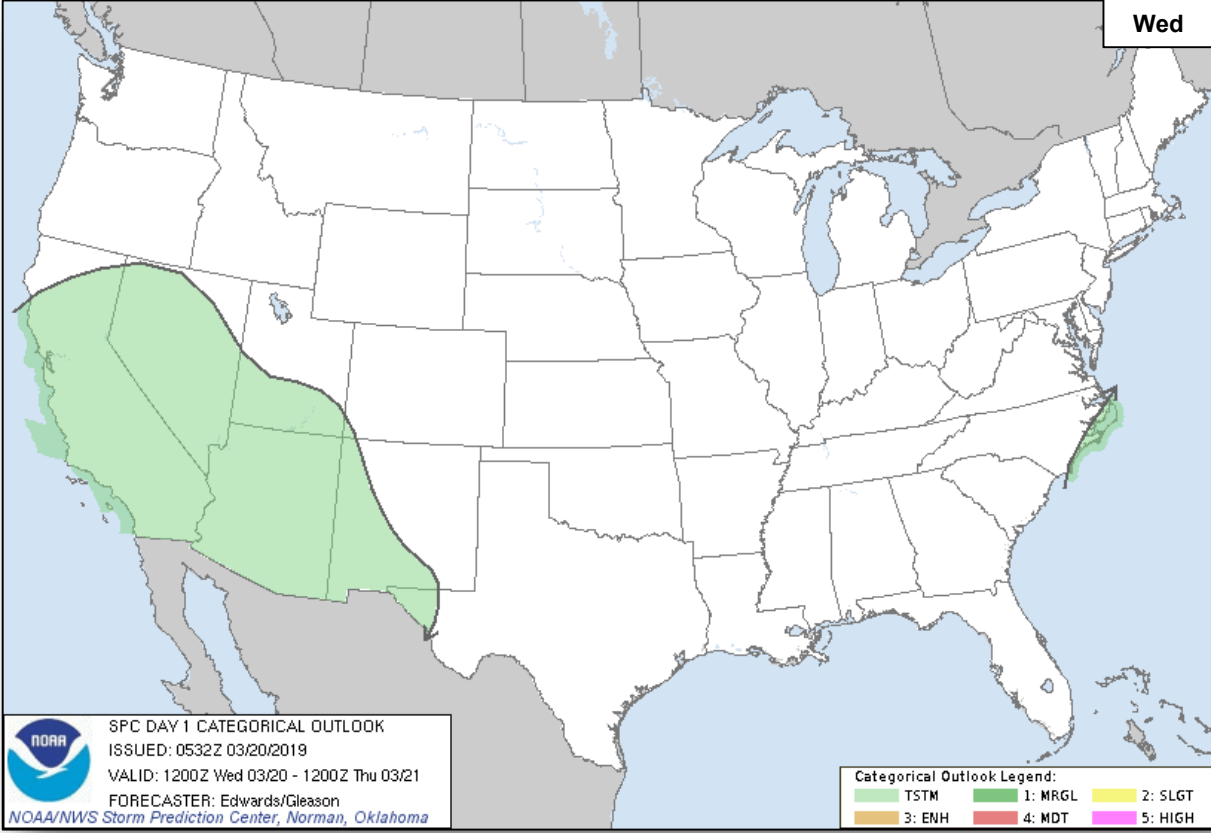 Wed
NOAA
SPC DAY 1 CATEGORICAL OUTLOOK
ISSUED: 0532Z 03/20/2019
VALID: 1200Z Wed 03/20 - 1200Z Thu 03/21
FORECASTER: Edwards/Gleason
NOAA/NWS Storm Prediction Center, Norman, Oklahoma
Categorical Outlook Legend:
TSTM 1: MRGL 2: SLGT
3: ENH 4: MDT 5: HIGH